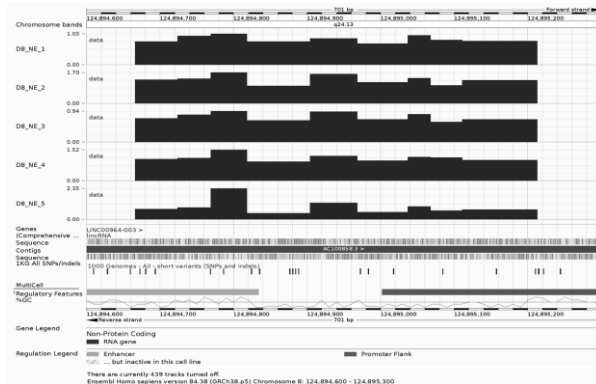 701 bp Forward strand
124,894,600 124,894,700 124,894,800 124,894,900 124,895,000 124,895,100 124,895,200
Chromosome bands q24.13
1.03 data
D8_NE_1
0.00
1.70 data
D8_NE_2
0.00
0.94 data
D8_NE_3
0.00
1.52 data
D8_NE_4
0.00
2.35 data
D8_NE_5
0.00
Genes LINC00964-003 >
(Comprehensive ... lincRNA
Sequence
Contigs AC100858.3 >
Sequence
1KG All SNPs/indels 1000 Genomes - All - short variants (SNPs and indels)
MultiCell
Regulatory Features
%GC
124,894,600 124,894,700 124,894,800 124,894,900 124,895,000 124,895,100 124,895,200
Reverse strand 701 bp
Gene Legend
Non-Protein Coding
RNA gene
Regulation Legend Enhancer Promoter Flank
... but inactive in this cell line
There are currently 439 tracks turned off.
Ensembl Homo sapiens version 84.38 (GRCh38.p5) Chromosome 8: 124,894,600 - 124,895,300